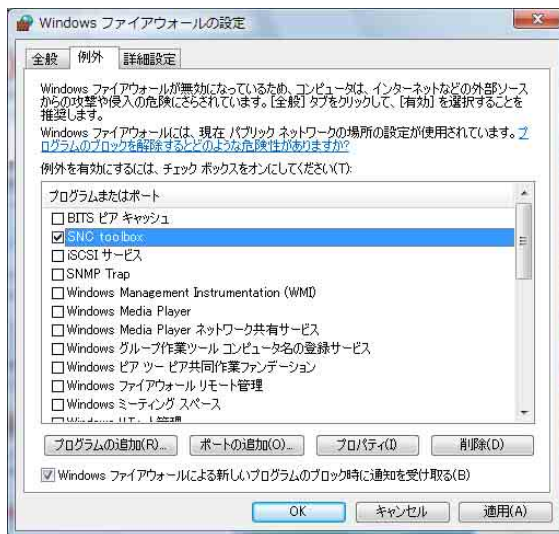 Windows ファイアウォールの設定
全般 例外 詳細設定
Windows ファイアウォールが無効になっているため、コンピュータは、インターネットなどの外部ソース
からの攻撃や侵入の危険にさらされています。[全般] タブをクリックして、[有効] を選択することを
推奨します。
Windows ファイアウォールには、現在 パブリック ネットワークの場所の設定が使用されています。プ
ログラムのブロックを解除するとどのような危険性がありますか?
例外を有効にするには、チェック ボックスをオンにしてください(T):
プログラムまたはポート
BITS ピア キャッシュ
SNC toolbox
iSCSI サービス
SNMP Trap
Windows Management Instrumentation (WMI)
Windows Media Player
Windows Media Player ネットワーク共有サービス
Windows グループ作業ツール コンピュータ名の登録サービス
Windows ピア ツー ピア共同作業ファンデーション
Windows ファイアウォール リモート管理
Windows ミーティング スペース
Windows リモート管理
プログラムの追加(R)... ポートの追加(O)... プロパティ(I) 削除(D)
Windows ファイアウォールによる新しいプログラムのブロック時に通知を受け取る(B)
OK キャンセル 適用(A)